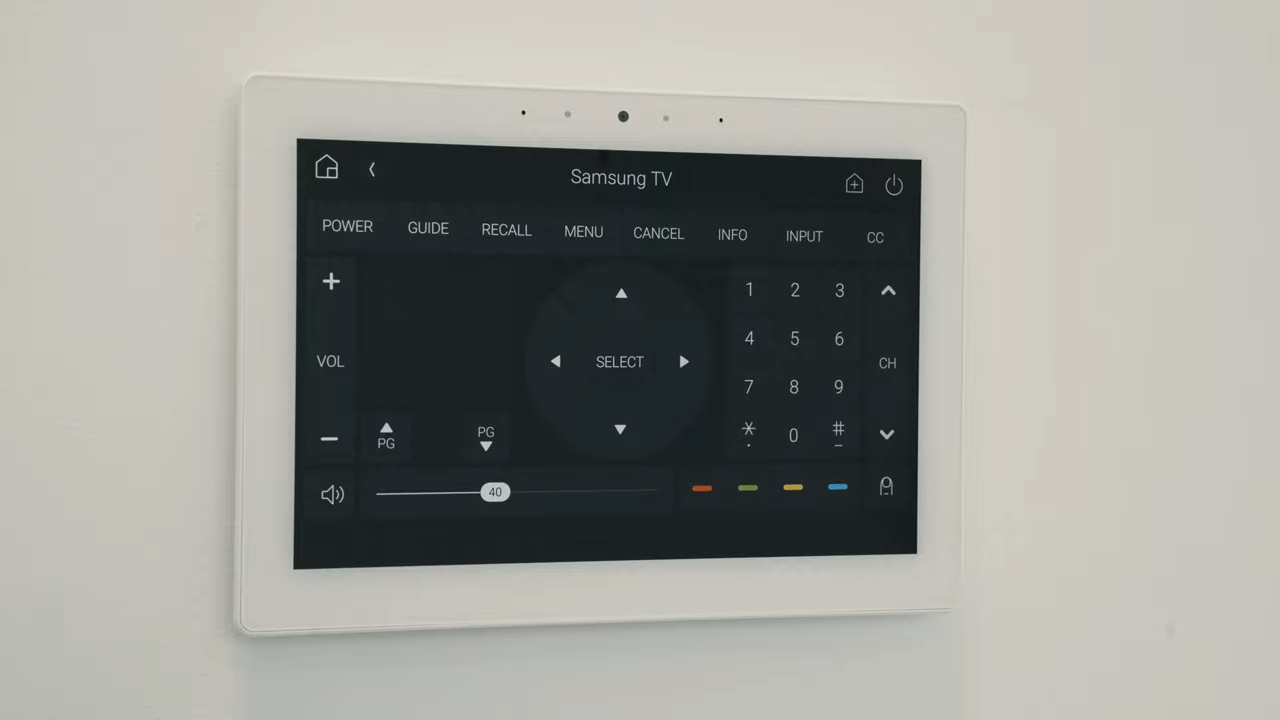 Samsung TV
POWER GUIDE RECALL MENU CANCEL INFO INPUT CC
+ 1 2 3
4 5 6
VOL SELECT CH
7 8 9
− PG PG * 0 #
40